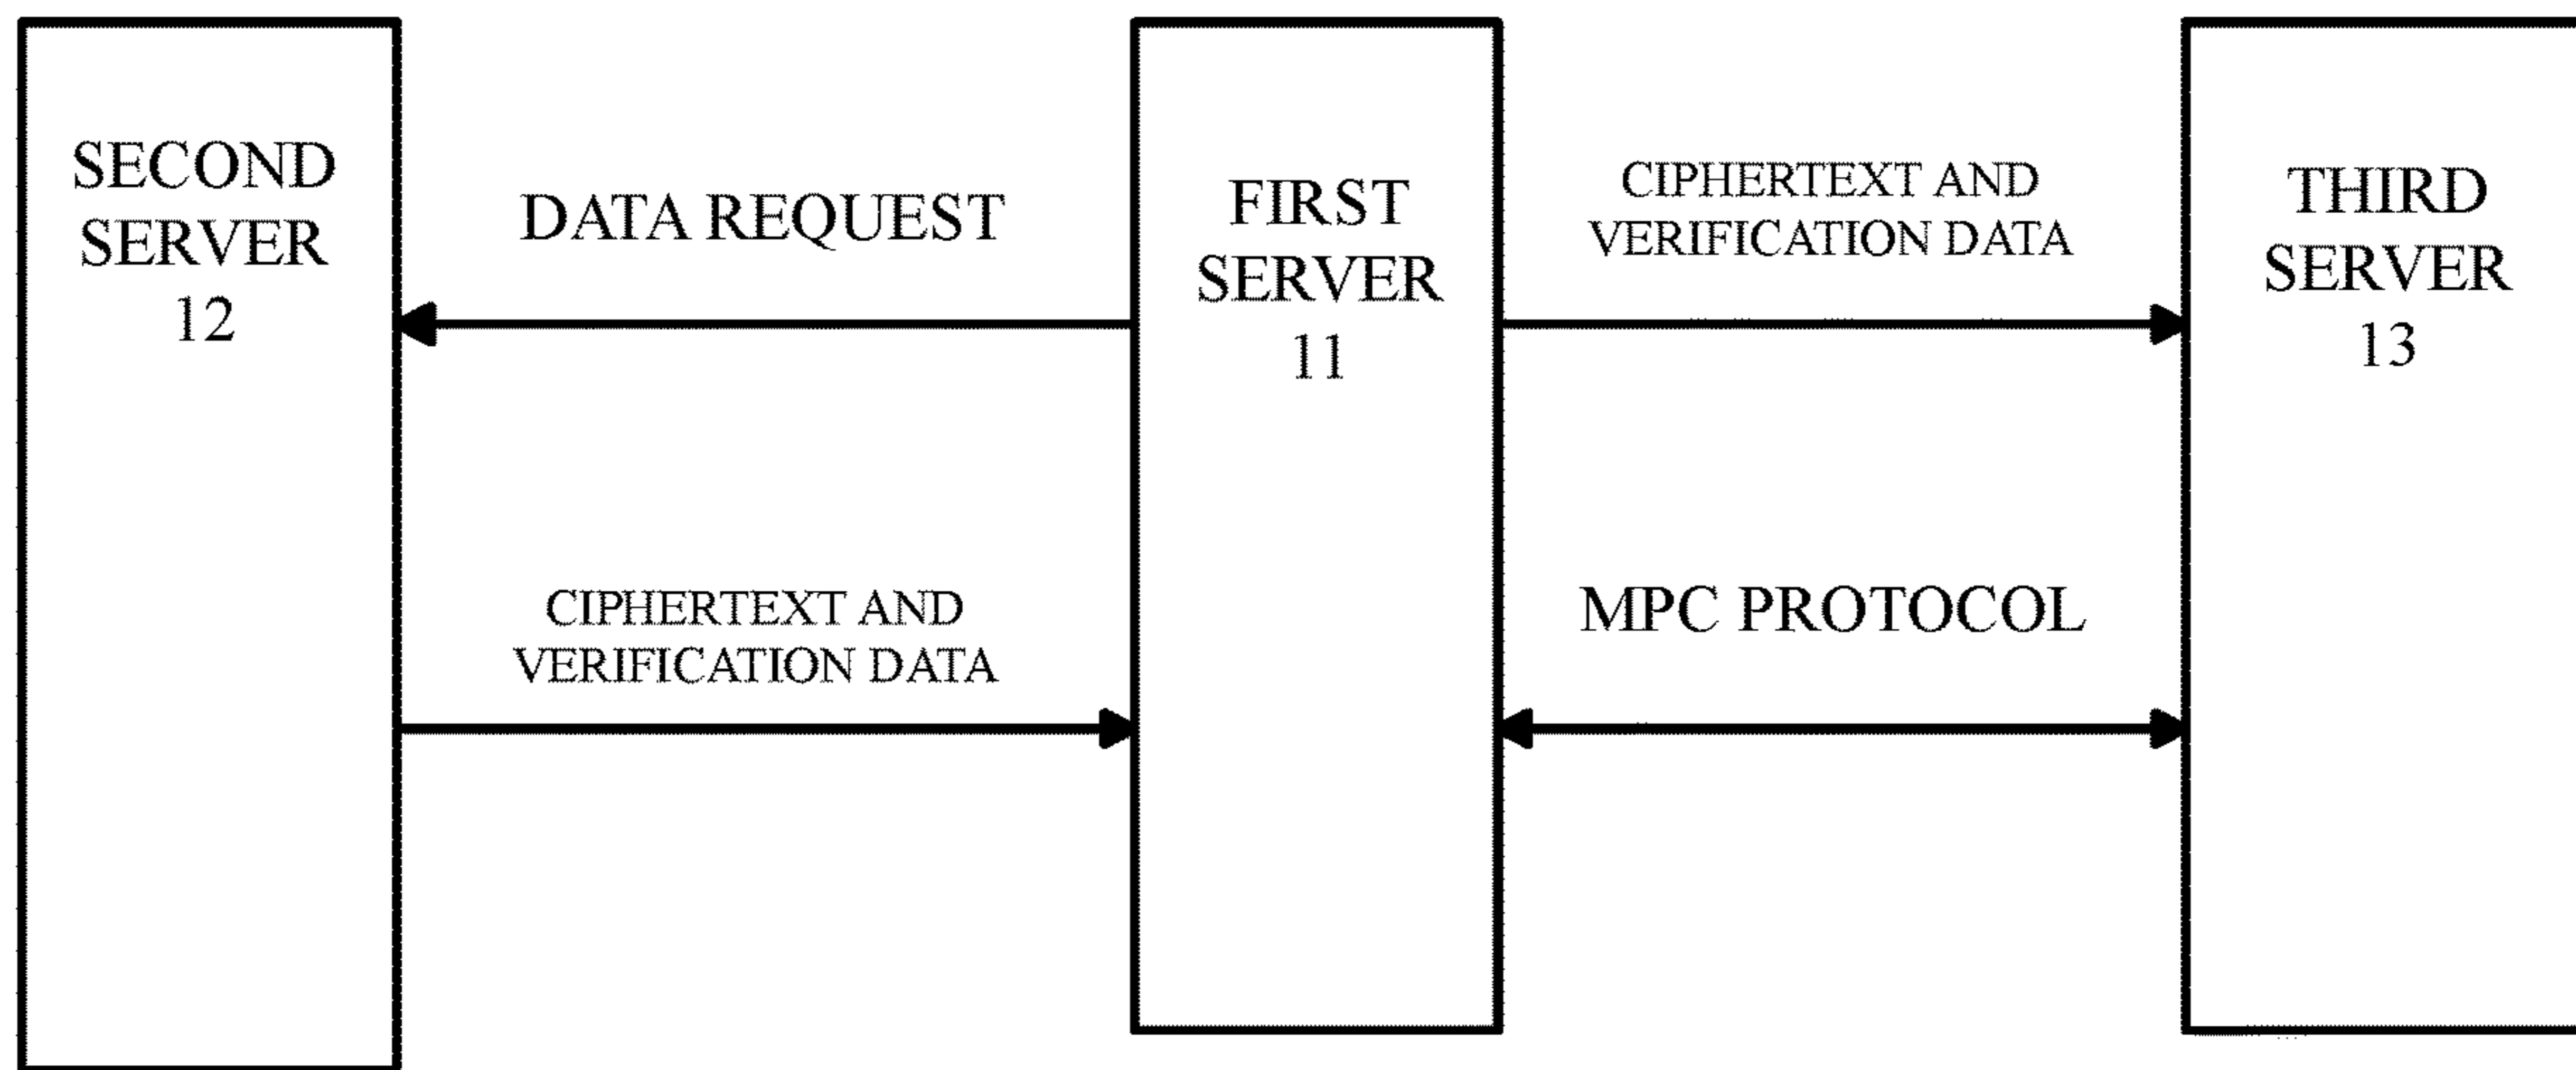 SECOND
SERVER
12
DATA REQUEST
CIPHERTEXT AND
VERIFICATION DATA
FIRST
SERVER
11
CIPHERTEXT AND
VERIFICATION DATA
MPC PROTOCOL
THIRD
SERVER
13